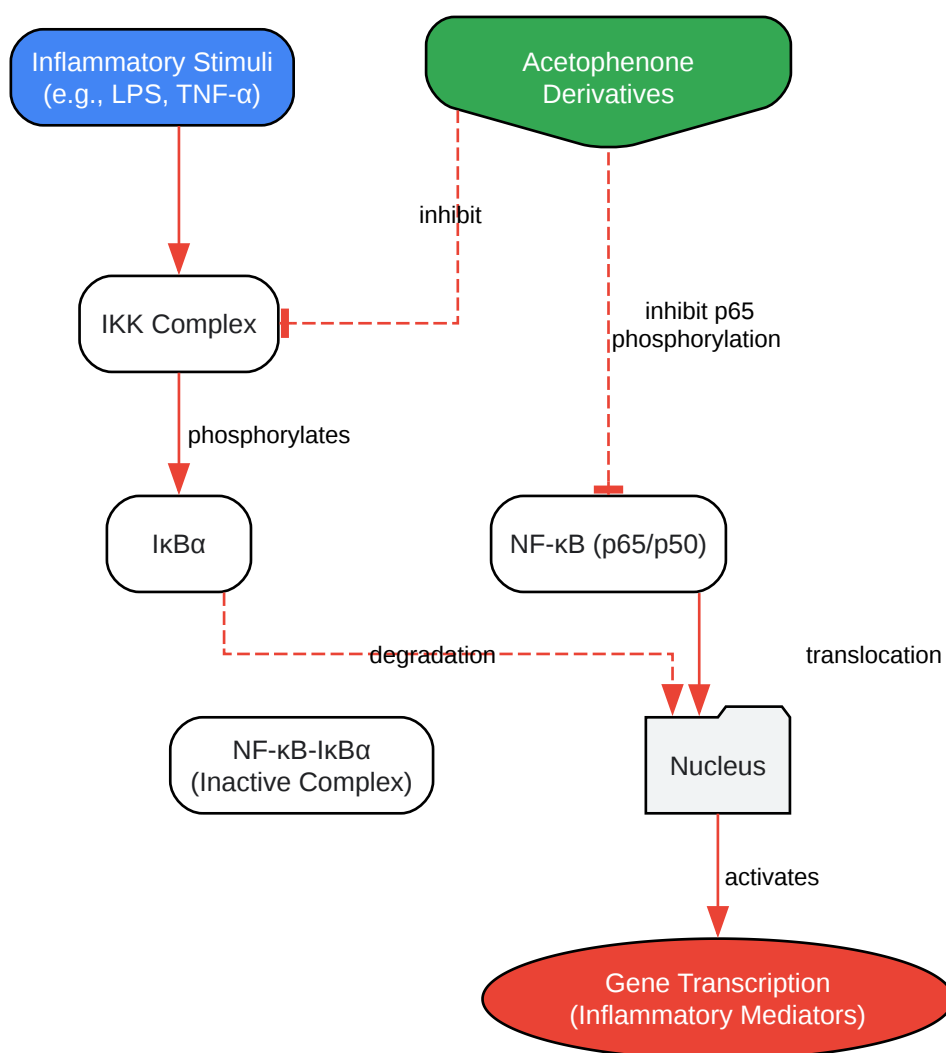 Inflammatory Stimuli
(e.g., LPS, TNF-α)
Acetophenone
Derivatives
inhibit
IKK Complex
inhibit p65
phosphorylation
phosphorylates
IκBα
NF-κB (p65/p50)
degradation
translocation
NF-κB-IκBα
(Inactive Complex)
Nucleus
activates
Gene Transcription
(Inflammatory Mediators)